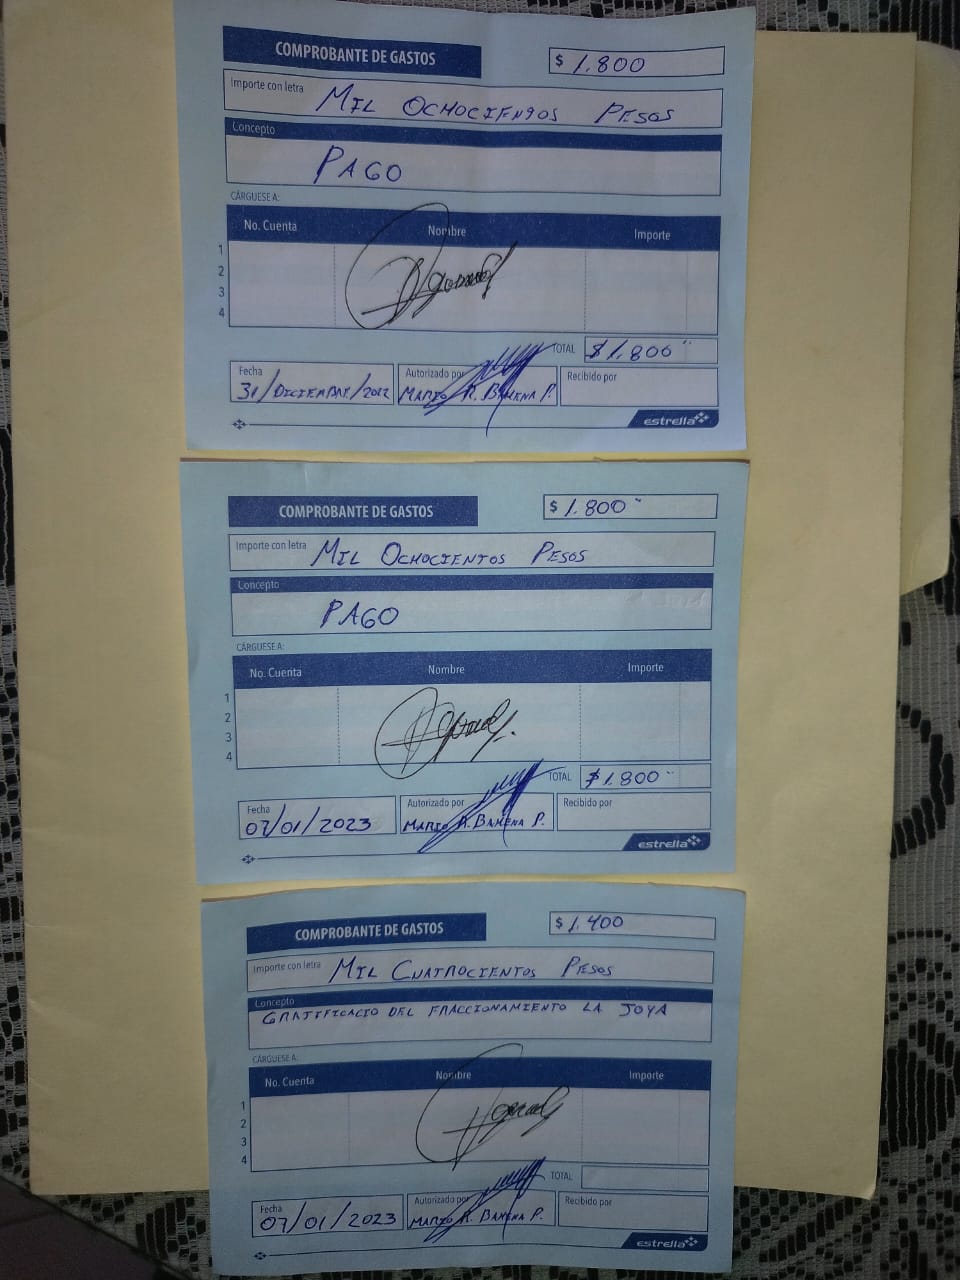 COMPROBANTE DE GASTOS
$ 1.800
Importe con letra MIL OCHOCIENTOS PESOS
Concepto
PAGO
CÁRGUESE A:
No. Cuenta Nombre Importe
1
2
3
4
TOTAL $1.800
Fecha Autorizado por Recibido por
31/DICIEMBRE/2022 MARIO R. BAHENA P.
estrella
COMPROBANTE DE GASTOS
$ 1.800
Importe con letra MIL OCHOCIENTOS PESOS
Concepto
PAGO
CÁRGUESE A:
No. Cuenta Nombre Importe
1
2
3
4
TOTAL $1.800
Fecha Autorizado por Recibido por
07/01/2023 MARIO R. BAHENA P.
estrella
COMPROBANTE DE GASTOS
$ 1.400
Importe con letra MIL CUATROCIENTOS PESOS
Concepto
GRATIFICACIO DEL FRACCIONAMIENTO LA JOYA
CÁRGUESE A:
No. Cuenta Nombre Importe
1
2
3
4
TOTAL
Fecha Autorizado por Recibido por
07/01/2023 MARIO R. BAHENA P.
estrella